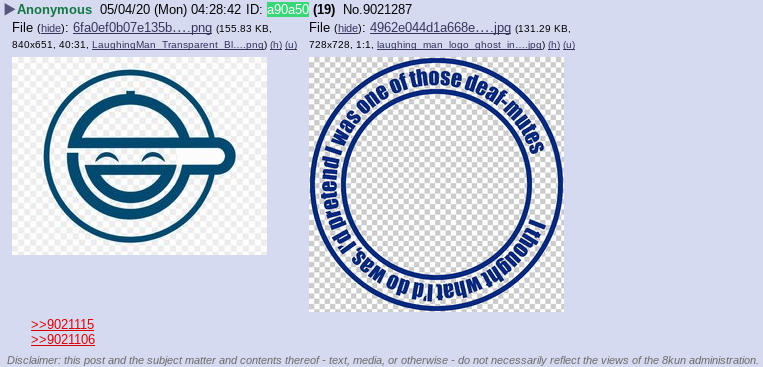 ▶Anonymous 05/04/20 (Mon) 04:28:42 ID: a90a50 (19) No.9021287
File (hide): 6fa0ef0b07e135b….png (155.83 KB, 840x651, 40:31, LaughingMan_Transparent_Bl….png) (h) (u)
File (hide): 4962e044d1a668e….jpg (131.29 KB, 728x728, 1:1, laughing_man_logo_ghost_in….jpg) (h) (u)
I thought what I'd do was, I'd pretend I was one of those deaf-mutes
>>9021115
>>9021106
Disclaimer: this post and the subject matter and contents thereof - text, media, or otherwise - do not necessarily reflect the views of the 8kun administration.